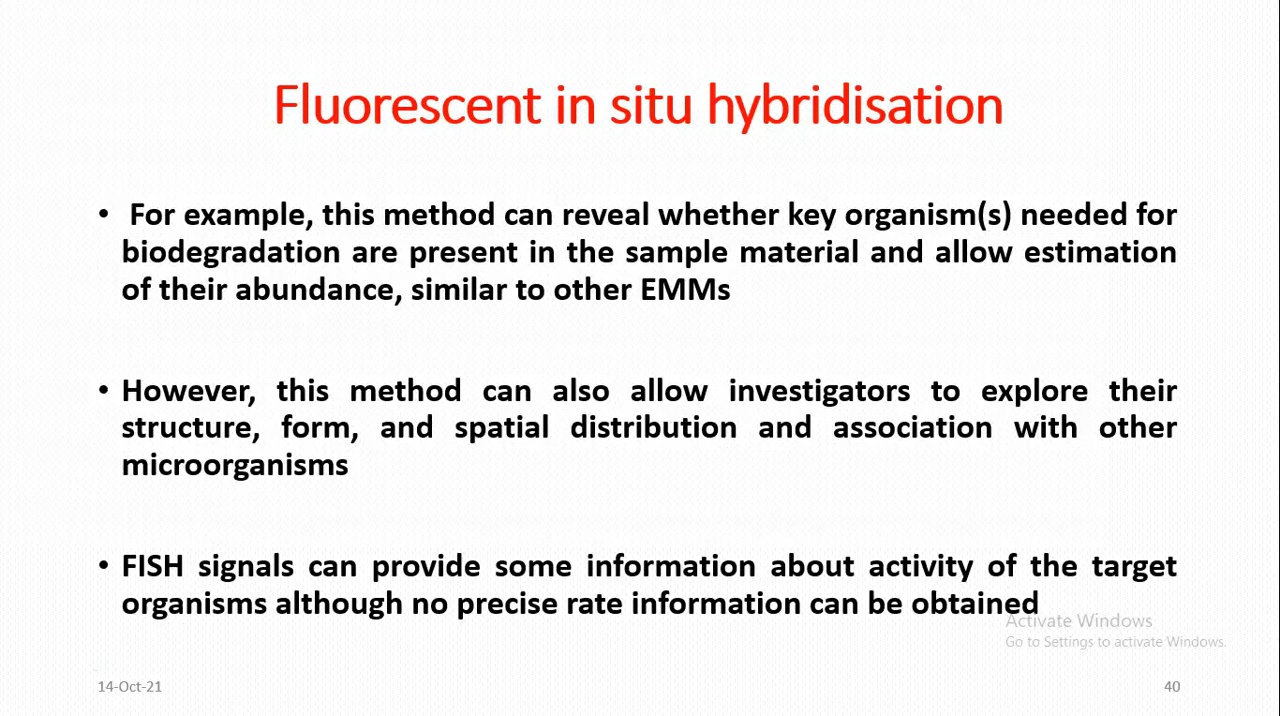 Fluorescent in situ hybridisation
• For example, this method can reveal whether key organism(s) needed for
biodegradation are present in the sample material and allow estimation
of their abundance, similar to other EMMs
• However, this method can also allow investigators to explore their
structure, form, and spatial distribution and association with other
microorganisms
• FISH signals can provide some information about activity of the target
organisms although no precise rate information can be obtained
Activate Windows
Go to Settings to activate Windows.
14-Oct-21
40